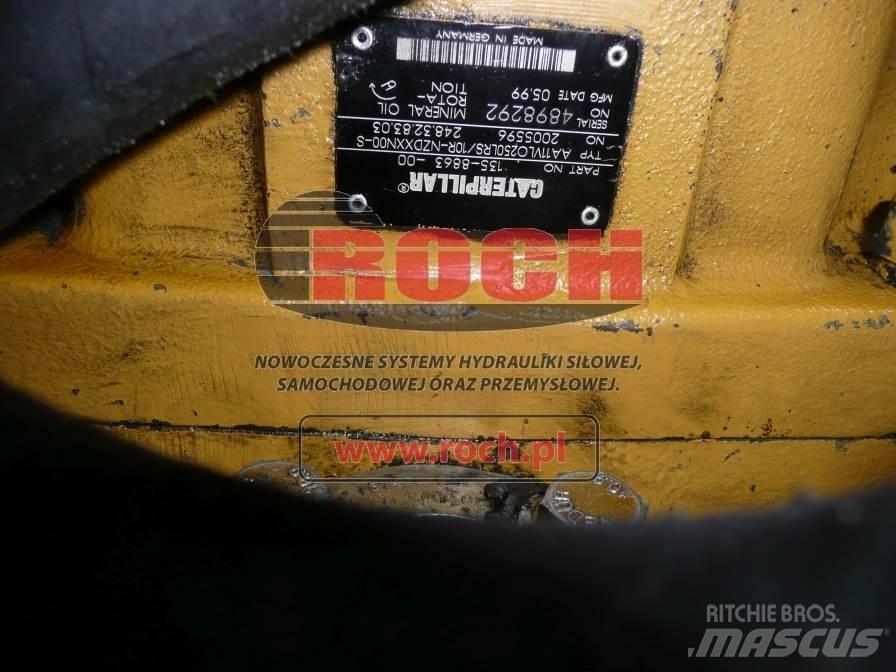 CATERPILLAR®
PART NO 135-8863-00
TYP AA11VLO250LRS/10R-NZDXXXN00-S
NO 2005596 248.32.83.03
SERIAL NO 4898292 MINERAL OIL
ROTATION
MFG DATE 05.99
MADE IN GERMANY
ROCH
NOWOCZESNE SYSTEMY HYDRAULIKI SIŁOWEJ,
SAMOCHODOWEJ ORAZ PRZEMYSŁOWEJ.
www.roch.pl
RITCHIE BROS.
MASCUS